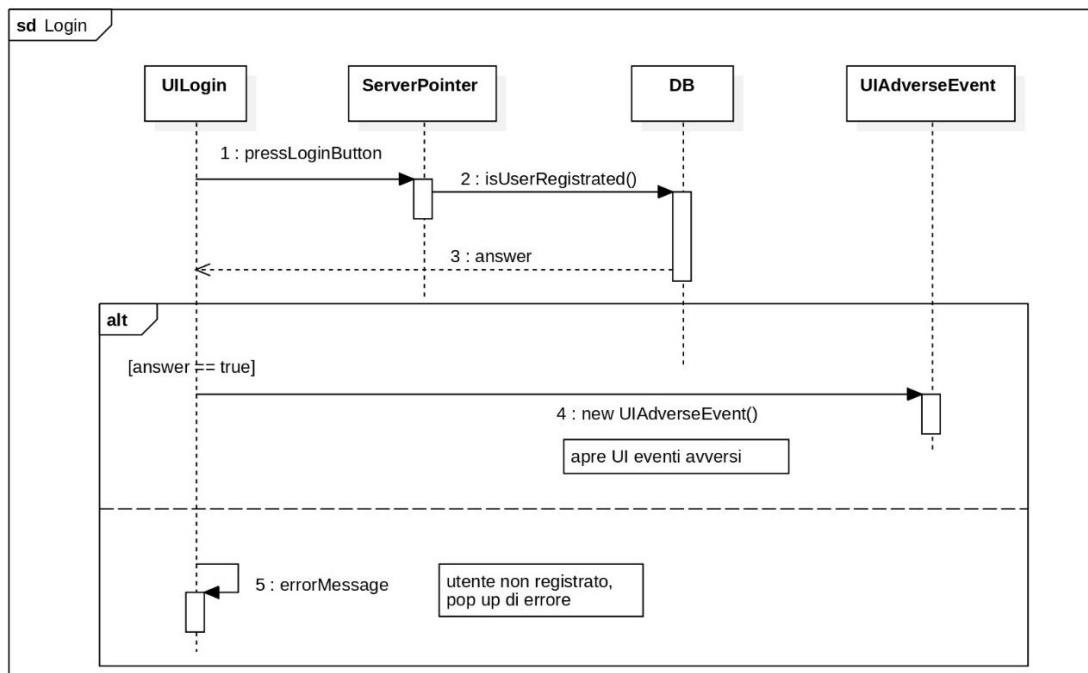 sd Login
UILogin
ServerPointer
DB
UIAdverseEvent
1 : pressLoginButton
2 : isUserRegistrated()
3 : answer
alt
[answer == true]
4 : new UIAdverseEvent()
apre UI eventi avversi
5 : errorMessage
utente non registrato,
pop up di errore